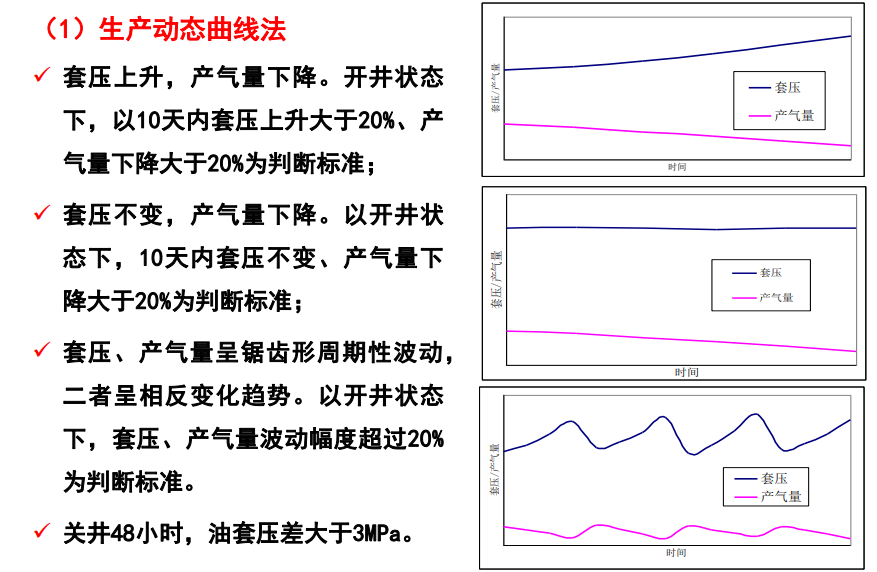 （1）生产动态曲线法
套压上升，产气量下降。开井状态
下，以10天内套压上升大于20%、产
气量下降大于20%为判断标准；
套压不变，产气量下降。以开井状
态下，10天内套压不变、产气量下
降大于20%为判断标准；
套压、产气量呈锯齿形周期性波动，
二者呈相反变化趋势。以开井状态
下，套压、产气量波动幅度超过20%
为判断标准。
关井48小时，油套压差大于3MPa。
套压/产气量
套压
产气量
时间
套压/产气量
套压
产气量
时间
套压/产气量
套压
产气量
时间